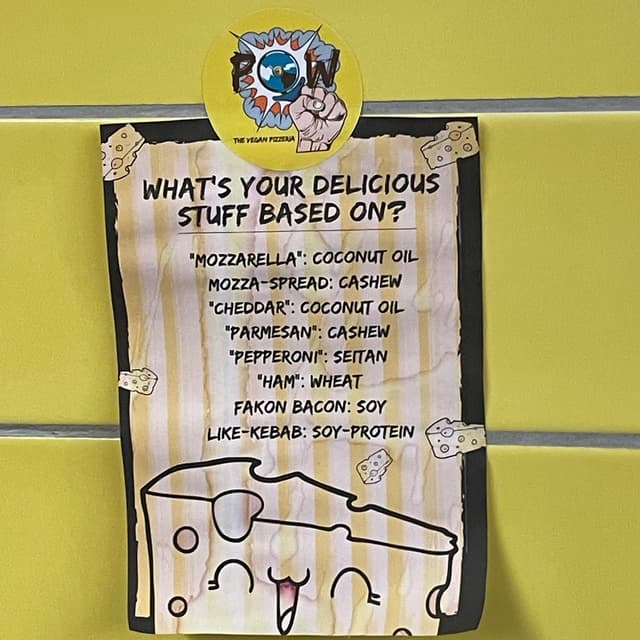 POW
THE VEGAN PIZZERIA
WHAT'S YOUR DELICIOUS
STUFF BASED ON?
"MOZZARELLA": COCONUT OIL
MOZZA-SPREAD: CASHEW
"CHEDDAR": COCONUT OIL
"PARMESAN": CASHEW
"PEPPERONI": SEITAN
"HAM": WHEAT
FAKON BACON: SOY
LIKE-KEBAB: SOY-PROTEIN